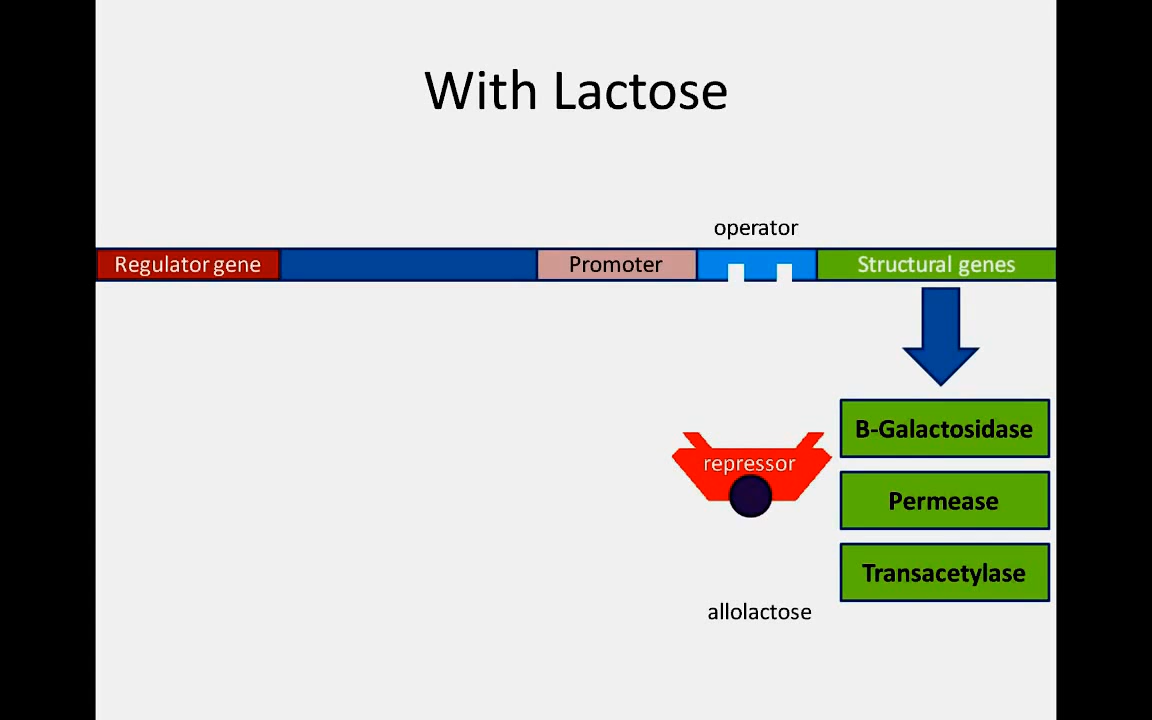 With Lactose
operator
Regulator gene
Promoter
Structural genes
B-Galactosidase
repressor
Permease
Transacetylase
allolactose